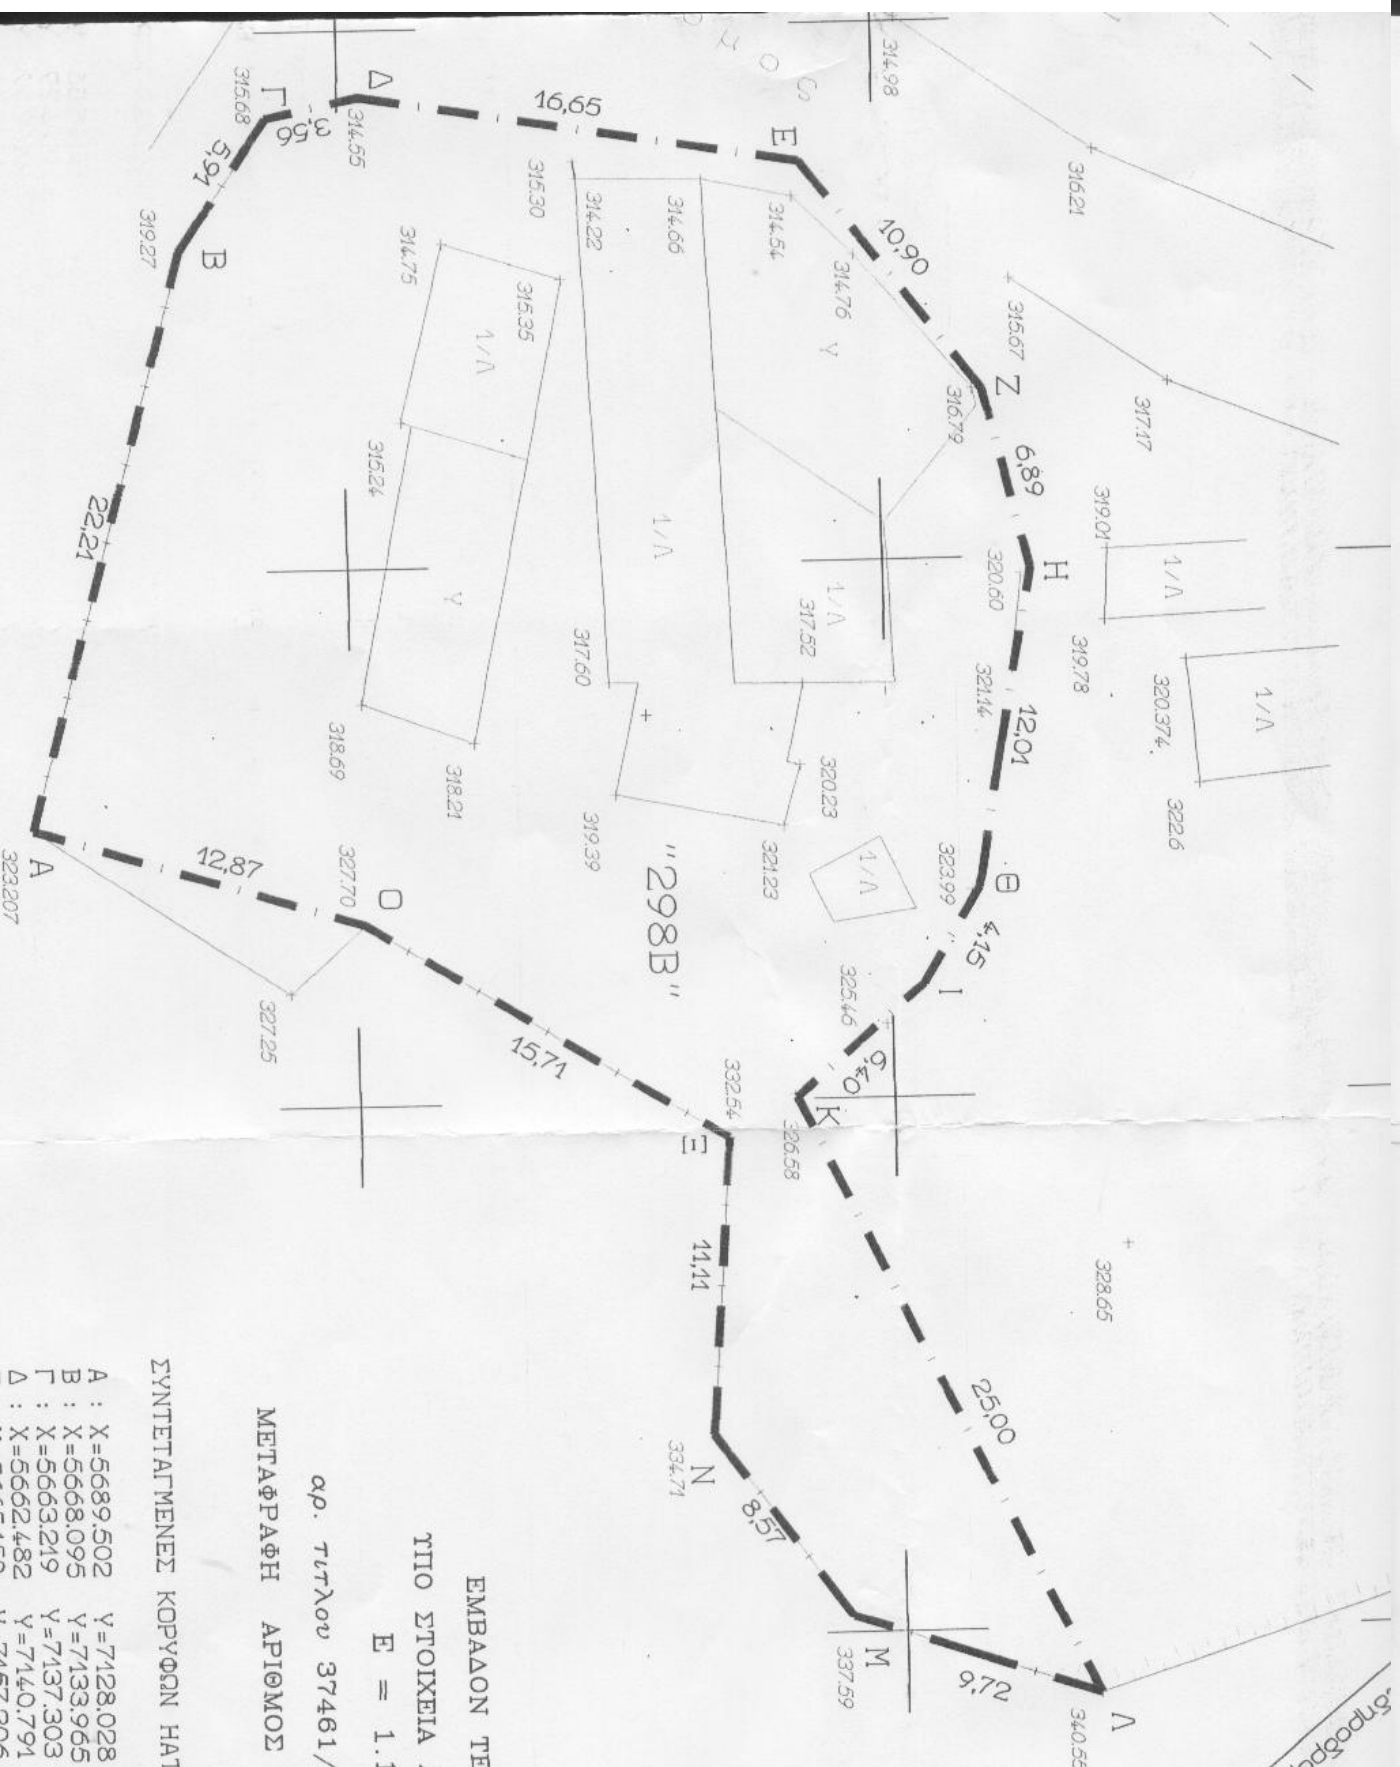 314.98
316.21
315.67
317.17
319.01
1/Λ
319.78
320.374
1/Λ
322.6
Δ
Γ
315.68
3,56
314.55
16,65
E
5,91
B
319.27
315.30
314.22
314.66
314.54
10,90
314.76
Υ
Z
316.79
6,89
H
320.60
321.14
12,01
Θ
323.99
4,15
I
325.46
6,40
K
326.58
314.75
315.35
1/Λ
315.24
Υ
318.69
318.21
1/Λ
1/Λ
317.52
317.60
319.39
320.23
321.23
1/Λ
"298B"
22,21
A
323.207
12,87
327.70
O
327.25
15,71
332.54
Ξ
11,11
N
334.71
8,57
M
337.59
9,72
Λ
340.55
25,00
328.65
ΕΜΒΑΔΟΝ ΤΕ
ΥΠΟ ΣΤΟΙΧΕΙΑ
E = 1.1
αρ. τιτλου 37461/
ΜΕΤΑΦΡΑΦΗ ΑΡΙΘΜΟΣ
ΣΥΝΤΕΤΑΓΜΕΝΕΣ ΚΟΡΥΦΩΝ ΗΑΤ
A : X=5689.502 Y=7128.028
B : X=5668.095 Y=7133.965
Γ : X=5663.219 Y=7137.303
Δ : X=5662.482 Y=7140.791